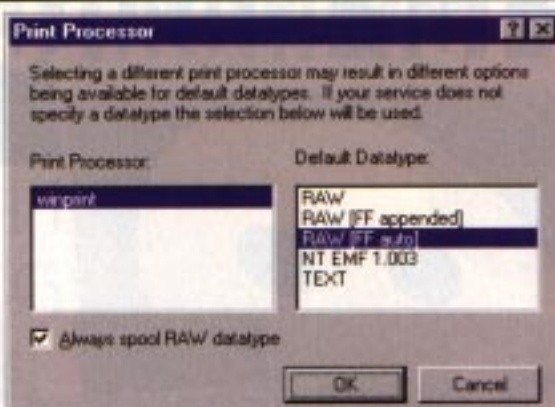 Print Processor
Selecting a different print processor may result in different options
being available for default datatypes. If your service does not
specify a datatype the selection below will be used.
Print Processor:
winprint
Default Datatype:
RAW
RAW [FF appended]
RAW [FF auto]
NT EMF 1.003
TEXT
Always spool RAW datatype
OK
Cancel